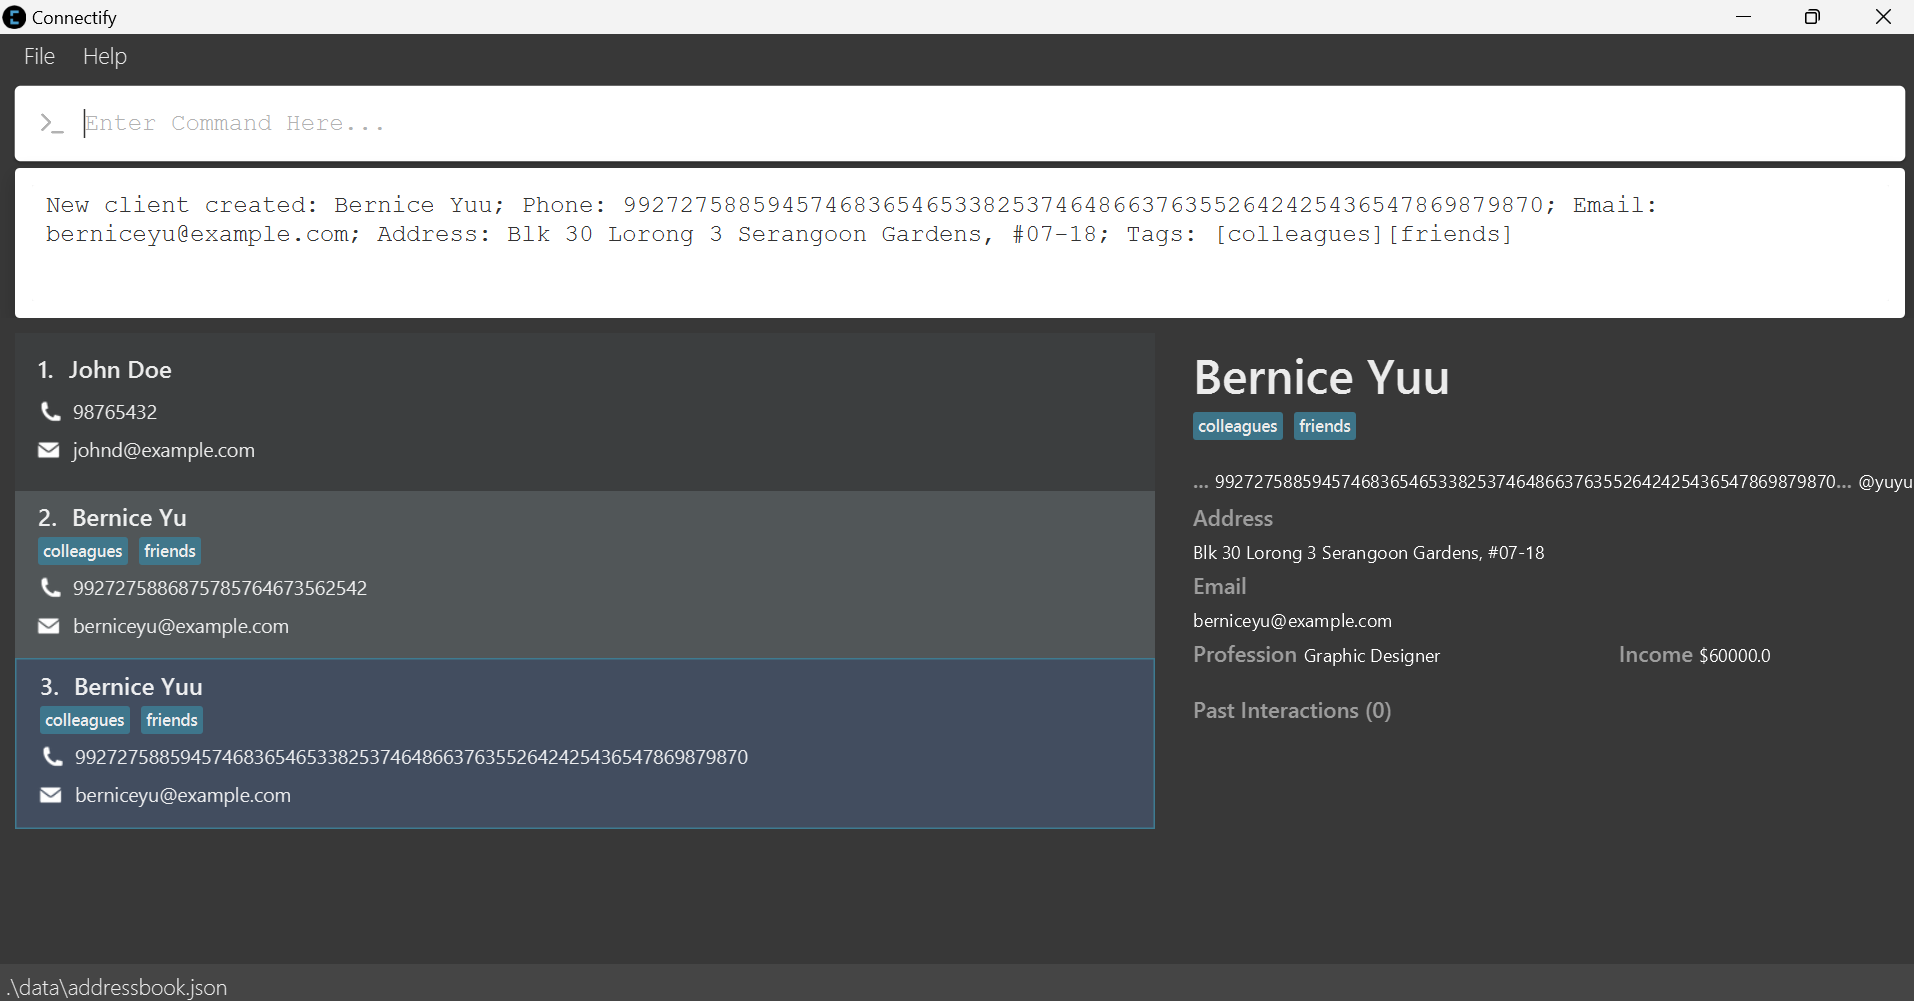 Connectify
File Help
Enter Command Here...
New client created: Bernice Yuu; Phone: 9927275885945746836546533825374648663763552642425436547869879870; Email:
berniceyu@example.com; Address: Blk 30 Lorong 3 Serangoon Gardens, #07-18; Tags: [colleagues][friends]
1. John Doe
98765432
johnd@example.com
2. Bernice Yu
colleagues friends
9927275886875785764673562542
berniceyu@example.com
3. Bernice Yuu
colleagues friends
9927275885945746836546533825374648663763552642425436547869879870
berniceyu@example.com
Bernice Yuu
colleagues friends
... 9927275885945746836546533825374648663763552642425436547869879870... @yuyu
Address
Blk 30 Lorong 3 Serangoon Gardens, #07-18
Email
berniceyu@example.com
Profession Graphic Designer Income $60000.0
Past Interactions (0)
.\data\addressbook.json